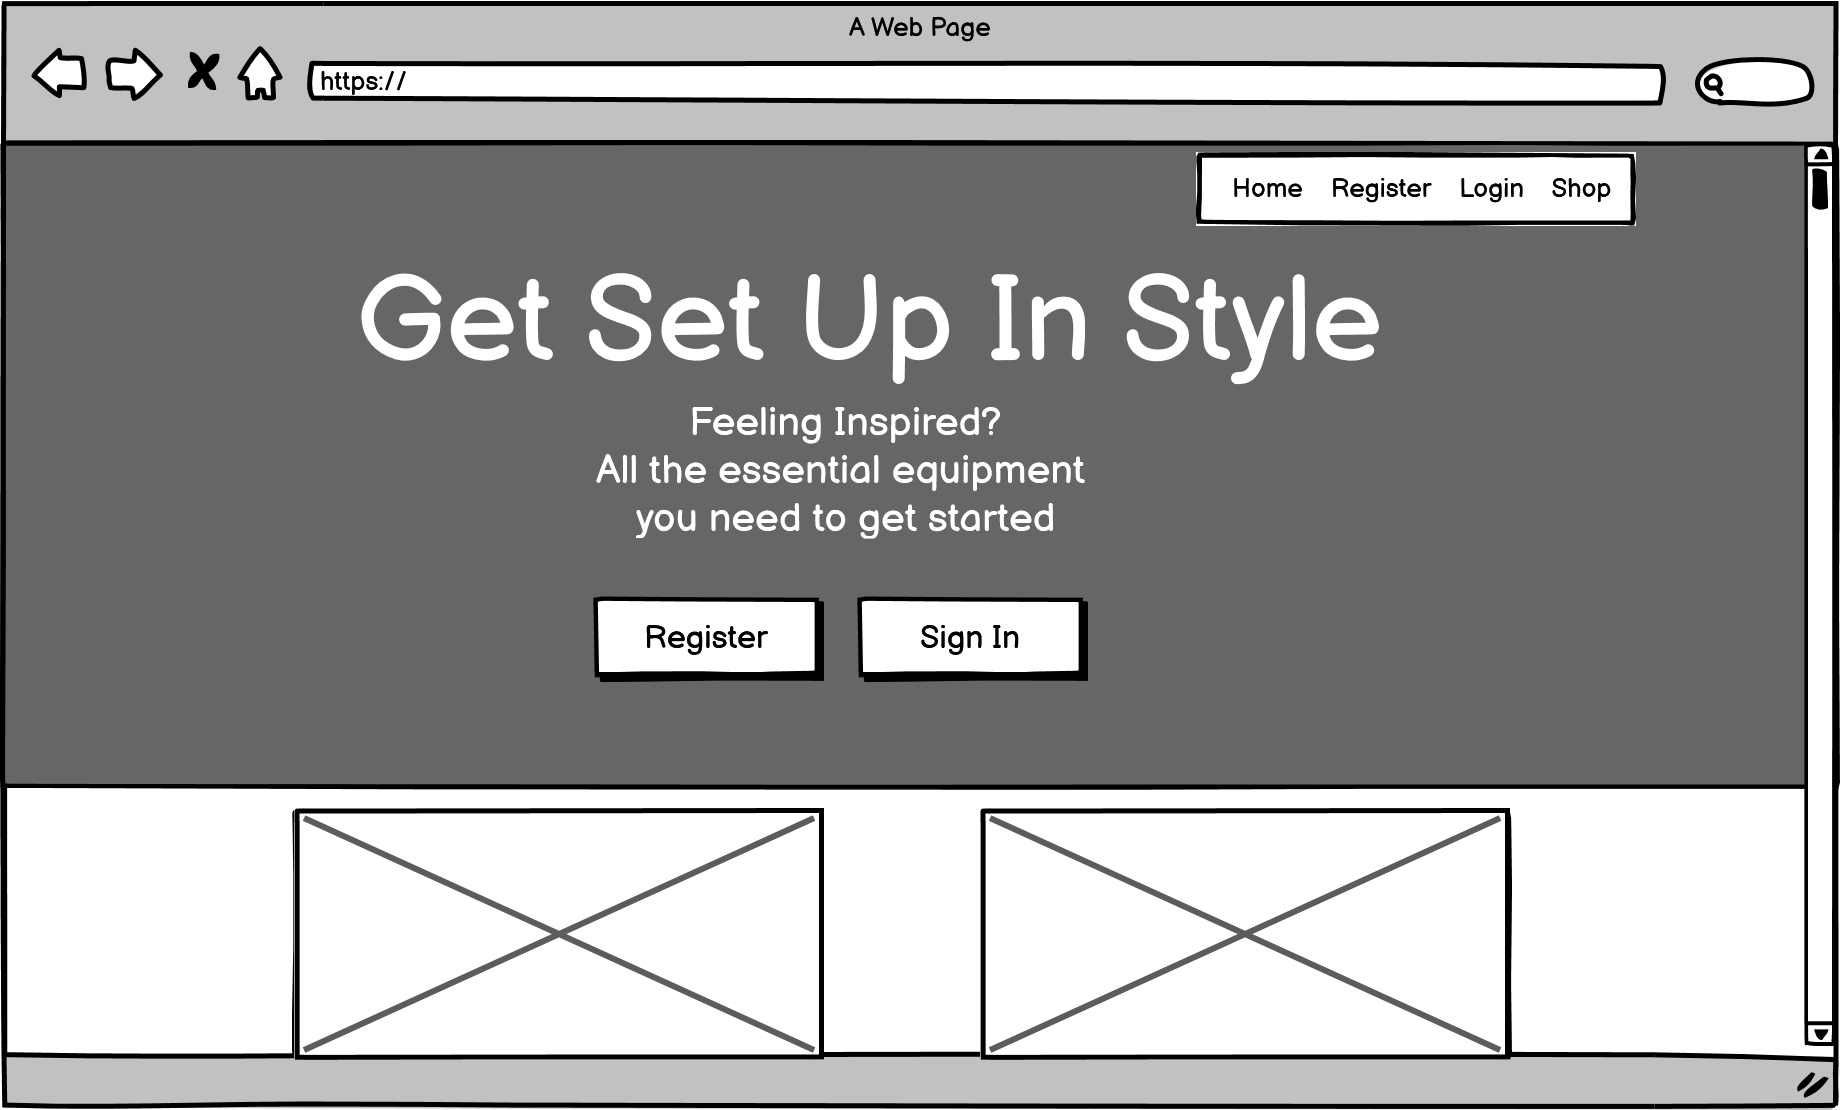 A Web Page
https://
Home Register Login Shop
Get Set Up In Style
Feeling Inspired?
All the essential equipment
you need to get started
Register Sign In